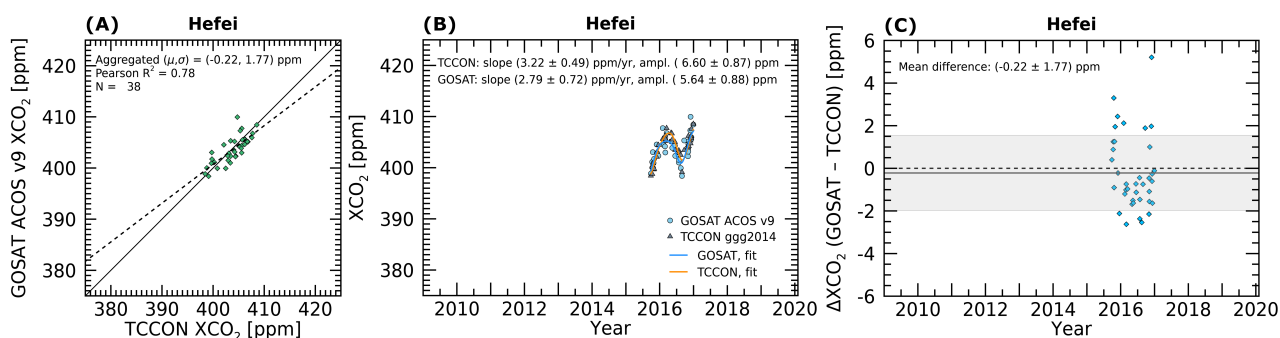 (A)
Hefei
Aggregated (μ,σ) = (-0.22, 1.77) ppm
Pearson R² = 0.78
N = 38
GOSAT ACOS v9 XCO₂ [ppm]
420
410
400
390
380
380 390 400 410 420
TCCON XCO₂ [ppm]
(B)
Hefei
TCCON: slope (3.22 ± 0.49) ppm/yr, ampl. ( 6.60 ± 0.87) ppm
GOSAT: slope (2.79 ± 0.72) ppm/yr, ampl. ( 5.64 ± 0.88) ppm
XCO₂ [ppm]
420
410
400
390
380
GOSAT ACOS v9
TCCON ggg2014
GOSAT, fit
TCCON, fit
2010 2012 2014 2016 2018 2020
Year
(C)
Hefei
Mean difference: (-0.22 ± 1.77) ppm
ΔXCO₂ (GOSAT – TCCON) [ppm]
6
4
2
0
-2
-4
-6
2010 2012 2014 2016 2018 2020
Year